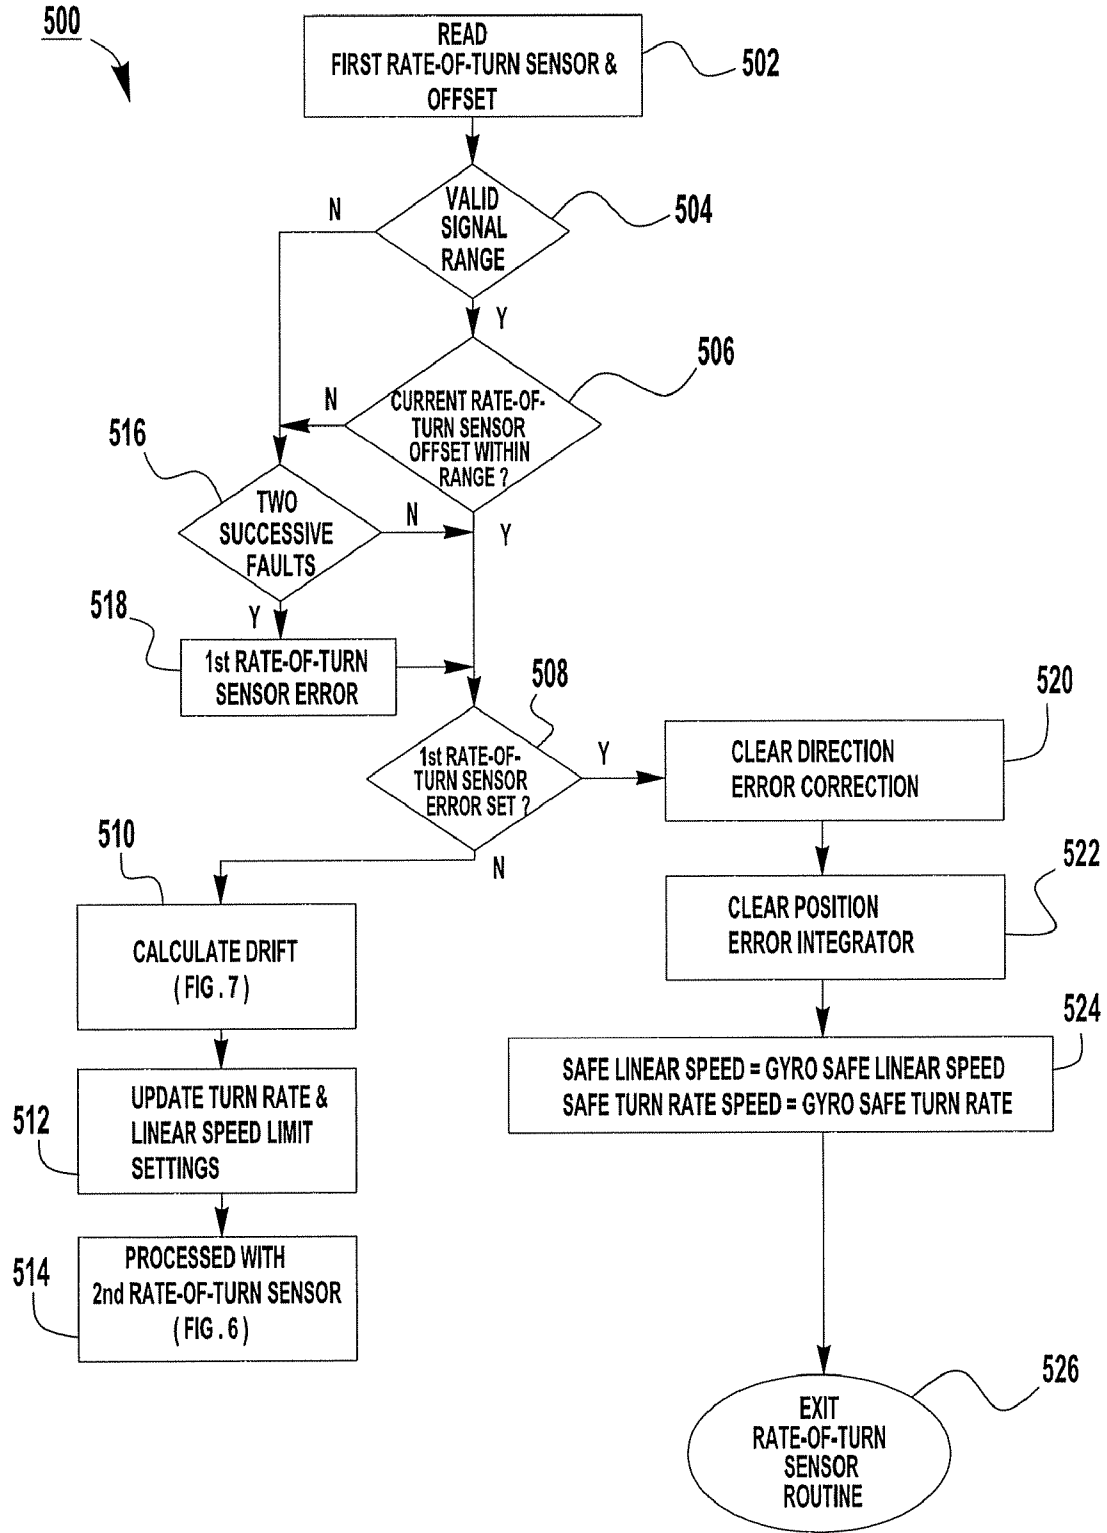 500
READ
FIRST RATE-OF-TURN SENSOR &
OFFSET
502
VALID
SIGNAL
RANGE
504
N
Y
CURRENT RATE-OF-
TURN SENSOR
OFFSET WITHIN
RANGE ?
506
N
Y
516
TWO
SUCCESSIVE
FAULTS
N
Y
518
1st RATE-OF-TURN
SENSOR ERROR
508
1st RATE-OF-
TURN SENSOR
ERROR SET ?
Y
N
520
CLEAR DIRECTION
ERROR CORRECTION
510
CALCULATE DRIFT
( FIG . 7 )
522
CLEAR POSITION
ERROR INTEGRATOR
524
SAFE LINEAR SPEED = GYRO SAFE LINEAR SPEED
SAFE TURN RATE SPEED = GYRO SAFE TURN RATE
512
UPDATE TURN RATE &
LINEAR SPEED LIMIT
SETTINGS
514
PROCESSED WITH
2nd RATE-OF-TURN SENSOR
( FIG . 6 )
526
EXIT
RATE-OF-TURN
SENSOR
ROUTINE